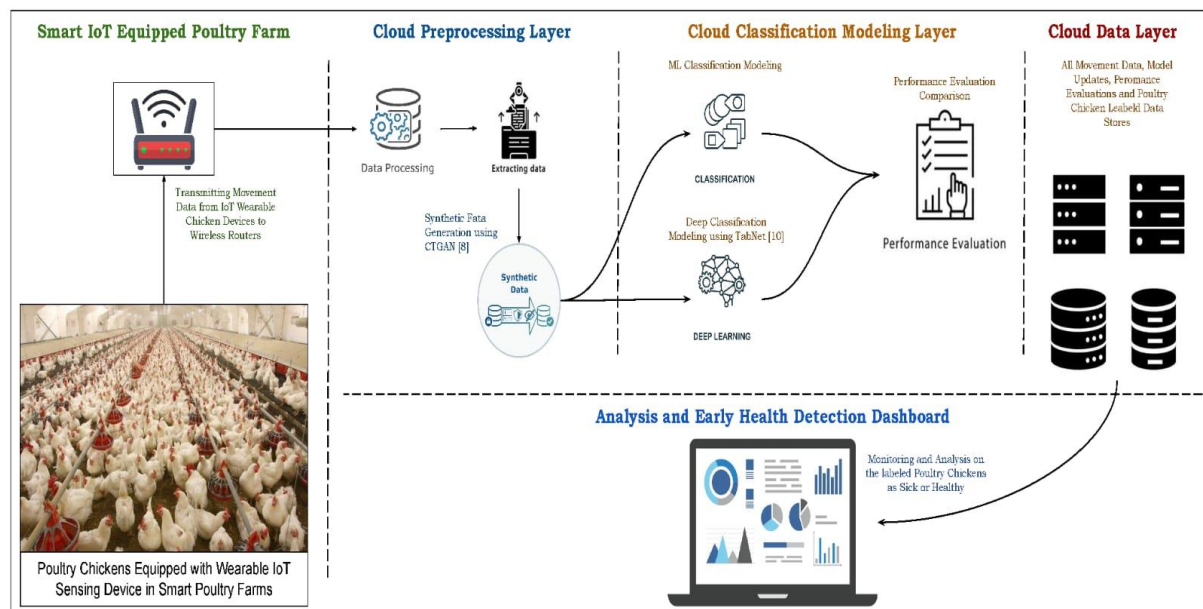 Smart IoT Equipped Poultry Farm
Transmitting Movement
Data from IoT Wearable
Chicken Devices to
Wireless Routers
Poultry Chickens Equipped with Wearable IoT
Sensing Device in Smart Poultry Farms
Cloud Preprocessing Layer
Data Processing
Extracting data
Synthetic Fata
Generation using
CTGAN [8]
Synthetic
Data
Cloud Classification Modeling Layer
ML Classification Modeling
CLASSIFICATION
Deep Classification
Modeling using TabNet [10]
DEEP LEARNING
Performance Evaluation
Comparison
Performance Evaluation
Cloud Data Layer
All Movement Data, Model
Updates, Peromance
Evaluations and Poultry
Chicken Leabeld Data
Stores
Analysis and Early Health Detection Dashboard
Monitoring and Analysis on
the labeled Poultry Chickens
as Sick or Healthy